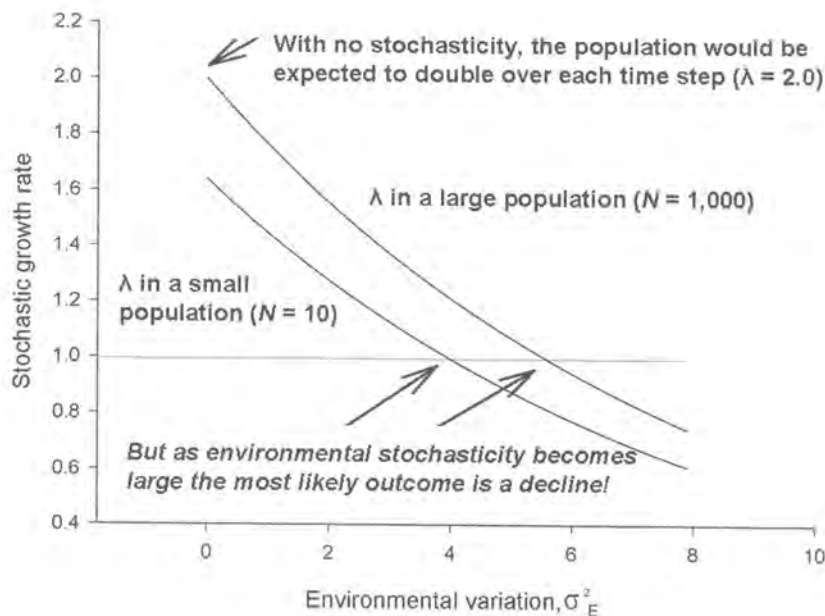 2.2
With no stochasticity, the population would be
expected to double over each time step (λ = 2.0)
2.0
1.8
1.6
λ in a large population (N = 1,000)
1.4
λ in a small
population (N = 10)
1.2
1.0
0.8
But as environmental stochasticity becomes
large the most likely outcome is a decline!
0.6
0.4
Stochastic growth rate
0 2 4 6 8 10
Environmental variation, σ²E